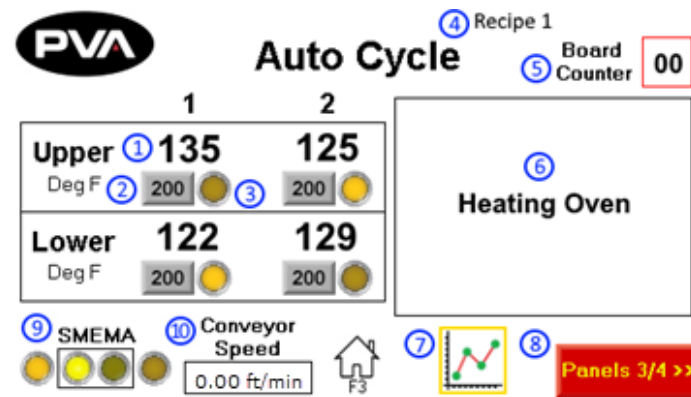 PVA
4 Recipe 1
Auto Cycle
5 Board Counter 00
1 2
Upper 1 135 125
Deg F 2 200 3 200
6
Heating Oven
Lower 122 129
Deg F 200 200
9 SMEMA
10 Conveyor
Speed
0.00 ft/min
F3
7
8
Panels 3/4 >>